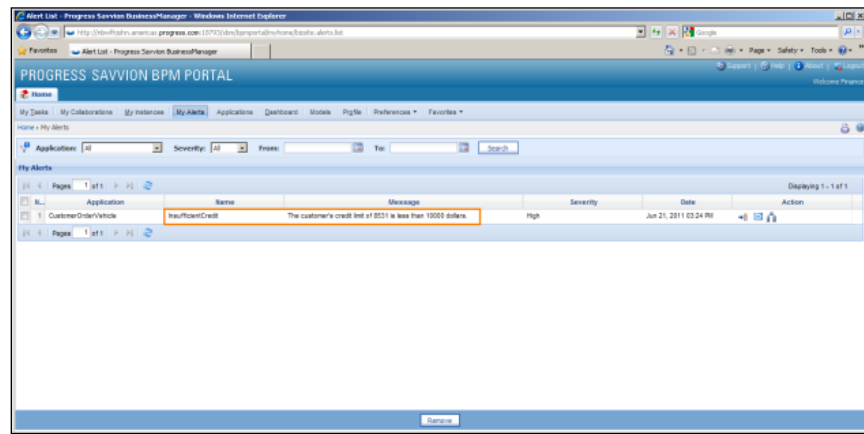 Alert List - Progress Savvion BusinessManager - Windows Internet Explorer
Google
Favorites Alert List - Progress Savvion BusinessManager Page Safety Tools
PROGRESS SAVVION BPM PORTAL
Support | Help | About | Logout
Welcome Finance
Home
My Tasks My Collaborations My Instances My Alerts Applications Dashboard Models Profile Preferences Favorites
Home » My Alerts
Application: All Severity: All From: To: Search
My Alerts
Pages 1 of 1 Displaying 1 - 1 of 1
N... Application Name Message Severity Date Action
1 CustomerOrderVehicle InsufficientCredit The customer's credit limit of 8531 is less than 10000 dollars. High Jun 21, 2011 03:24 PM
Pages 1 of 1
Remove